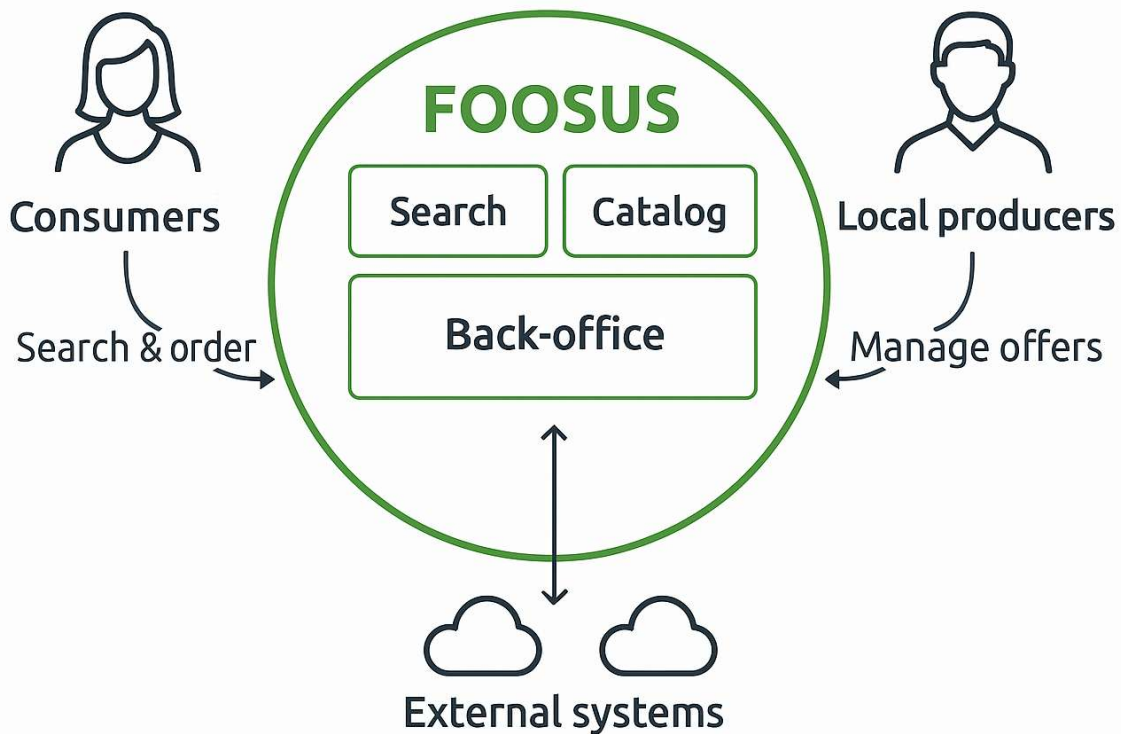 FOOSUS
Search
Catalog
Consumers
Local producers
Back-office
Search & order
Manage offers
External systems